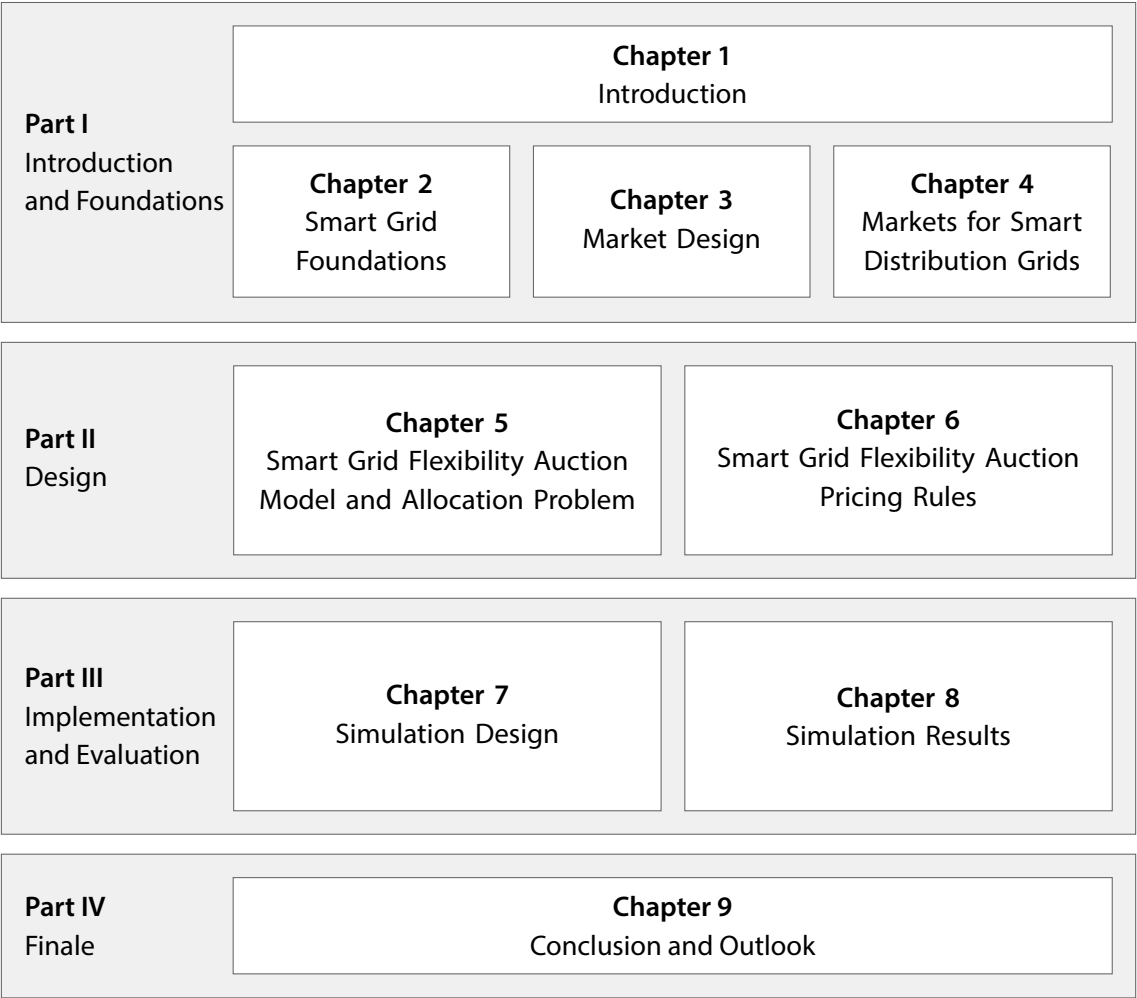 Part I
Introduction
and Foundations
Chapter 1
Introduction
Chapter 2
Smart Grid
Foundations
Chapter 3
Market Design
Chapter 4
Markets for Smart
Distribution Grids
Part II
Design
Chapter 5
Smart Grid Flexibility Auction
Model and Allocation Problem
Chapter 6
Smart Grid Flexibility Auction
Pricing Rules
Part III
Implementation
and Evaluation
Chapter 7
Simulation Design
Chapter 8
Simulation Results
Part IV
Finale
Chapter 9
Conclusion and Outlook